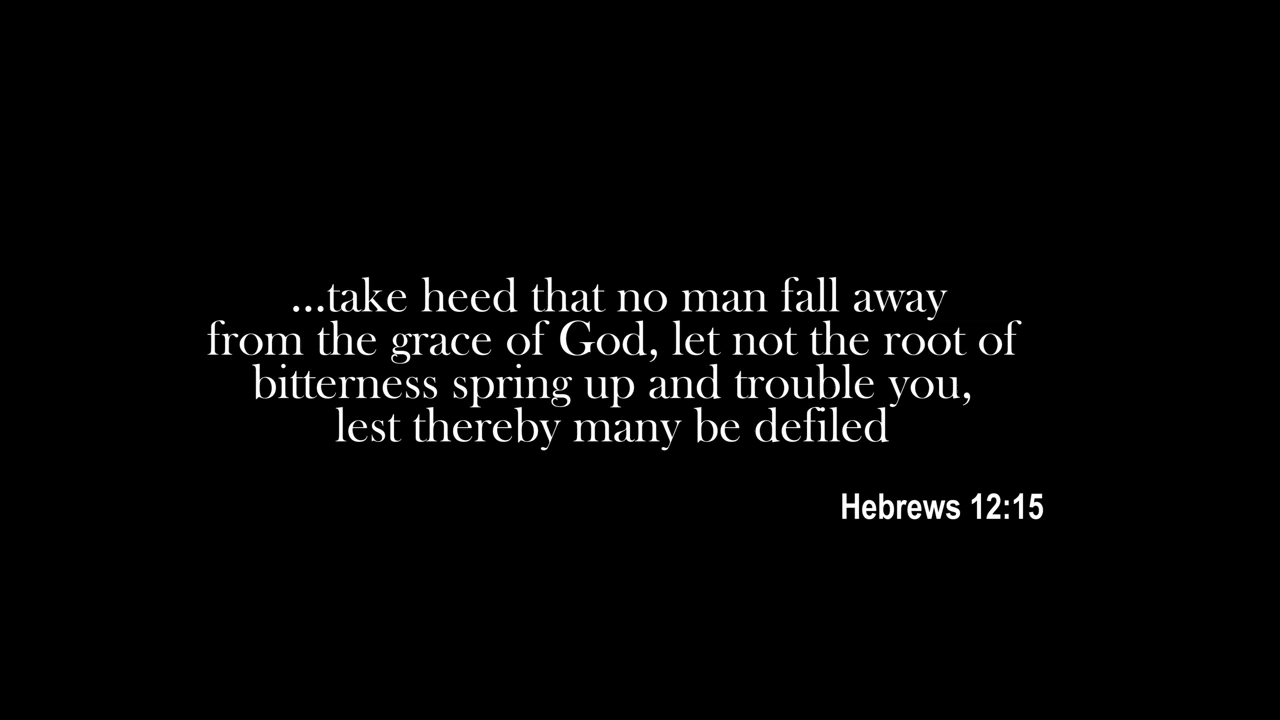 ...take heed that no man fall away
from the grace of God, let not the root of
bitterness spring up and trouble you,
lest thereby many be defiled
Hebrews 12:15